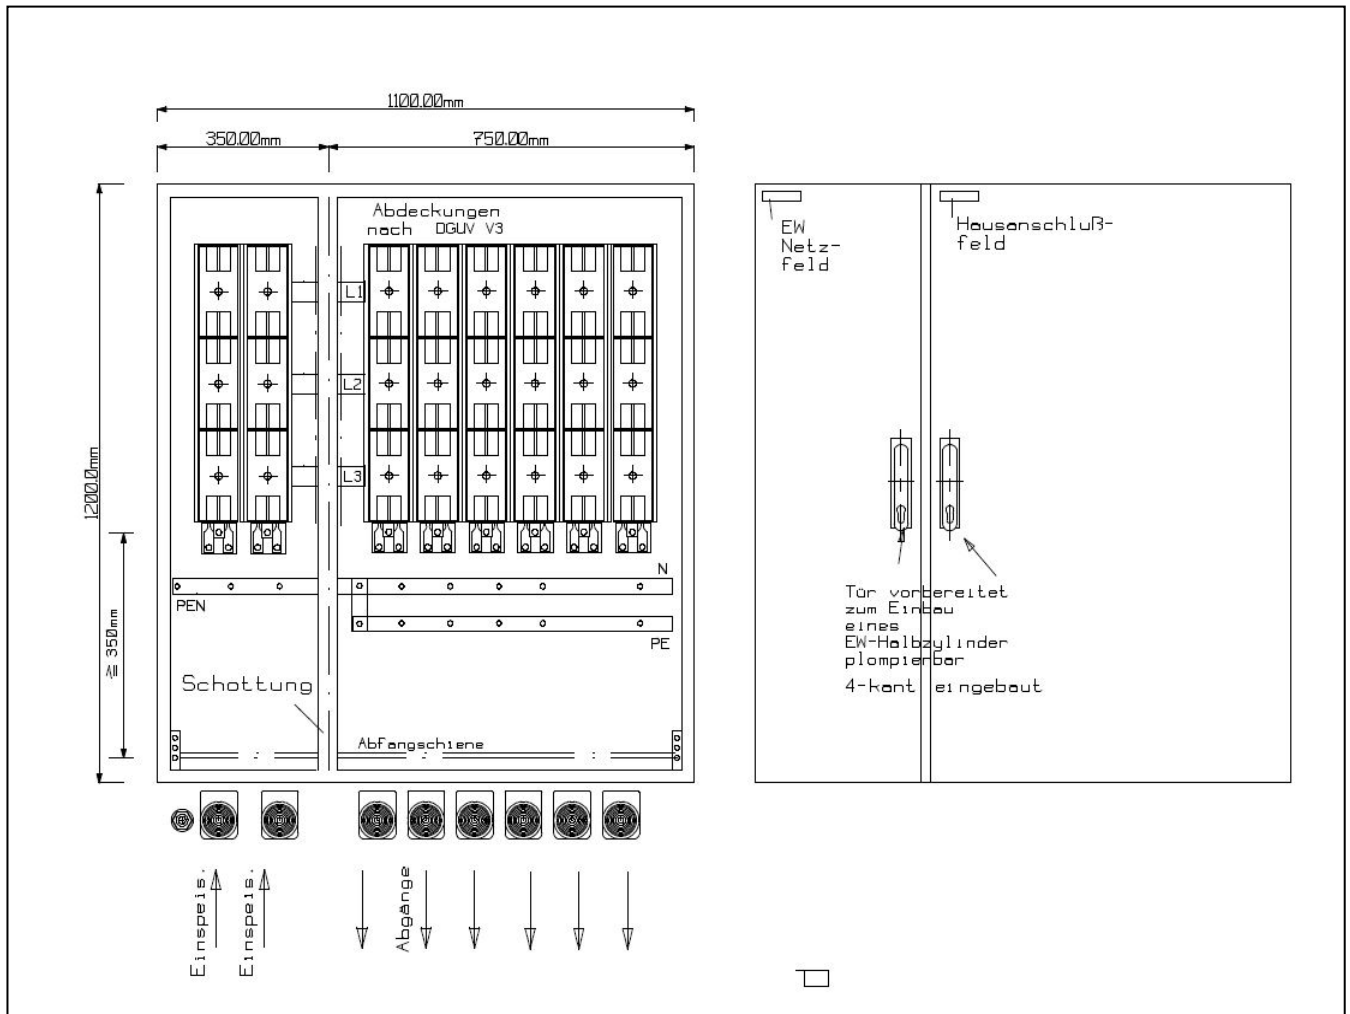 1100.00mm
350.00mm
750.00mm
Abdeckungen
nach DGUV V3
L1
L2
L3
1200.0mm
≧ 350mm
N
PEN
PE
Schottung
Abfangschiene
Einspeis.
Einspeis.
Abgänge
EW
Netz-
feld
Hausanschluß-
feld
Tür vorbereitet
zum Einbau
eines
EW-Halbzylinder
plompierbar
4-kant eingebaut